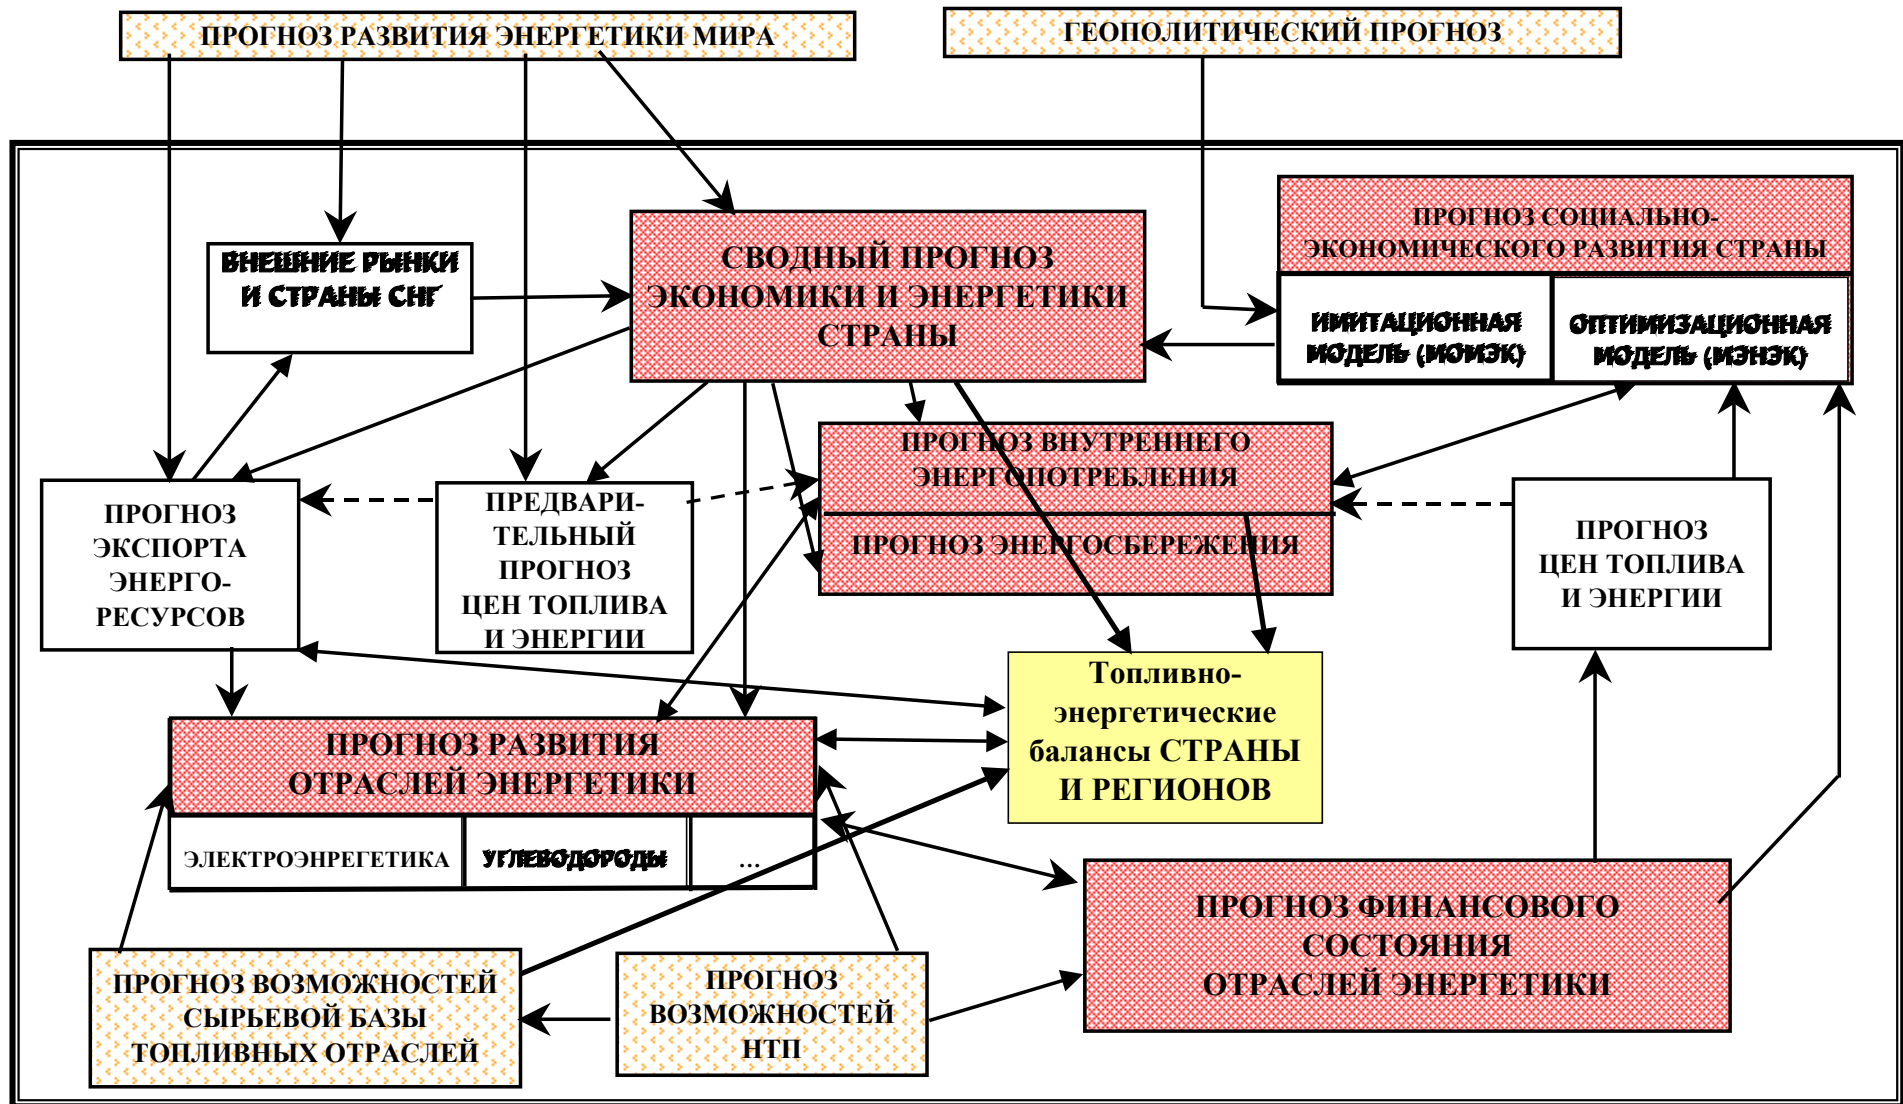 ПРОГНОЗ РАЗВИТИЯ ЭНЕРГЕТИКИ МИРА
ГЕОПОЛИТИЧЕСКИЙ ПРОГНОЗ
ВНЕШНИЕ РЫНКИ
И СТРАНЫ СНГ
СВОДНЫЙ ПРОГНОЗ
ЭКОНОМИКИ И ЭНЕРГЕТИКИ
СТРАНЫ
ПРОГНОЗ СОЦИАЛЬНО-
ЭКОНОМИЧЕСКОГО РАЗВИТИЯ СТРАНЫ
ИМИТАЦИОННАЯ
МОДЕЛЬ (МОМЭК)
ОПТИМИЗАЦИОННАЯ
МОДЕЛЬ (МЭНЭК)
ПРОГНОЗ ВНУТРЕННЕГО
ЭНЕРГОПОТРЕБЛЕНИЯ
ПРОГНОЗ ЭНЕРГОСБЕРЕЖЕНИЯ
ПРОГНОЗ
ЭКСПОРТА
ЭНЕРГО-
РЕСУРСОВ
ПРЕДВАРИ-
ТЕЛЬНЫЙ
ПРОГНОЗ
ЦЕН ТОПЛИВА
И ЭНЕРГИИ
ПРОГНОЗ
ЦЕН ТОПЛИВА
И ЭНЕРГИИ
Топливно-
энергетические
балансы СТРАНЫ
И РЕГИОНОВ
ПРОГНОЗ РАЗВИТИЯ
ОТРАСЛЕЙ ЭНЕРГЕТИКИ
ЭЛЕКТРОЭНРЕГЕТИКА
УГЛЕВОДОРОДЫ
...
ПРОГНОЗ ФИНАНСОВОГО
СОСТОЯНИЯ
ОТРАСЛЕЙ ЭНЕРГЕТИКИ
ПРОГНОЗ ВОЗМОЖНОСТЕЙ
СЫРЬЕВОЙ БАЗЫ
ТОПЛИВНЫХ ОТРАСЛЕЙ
ПРОГНОЗ
ВОЗМОЖНОСТЕЙ
НТП